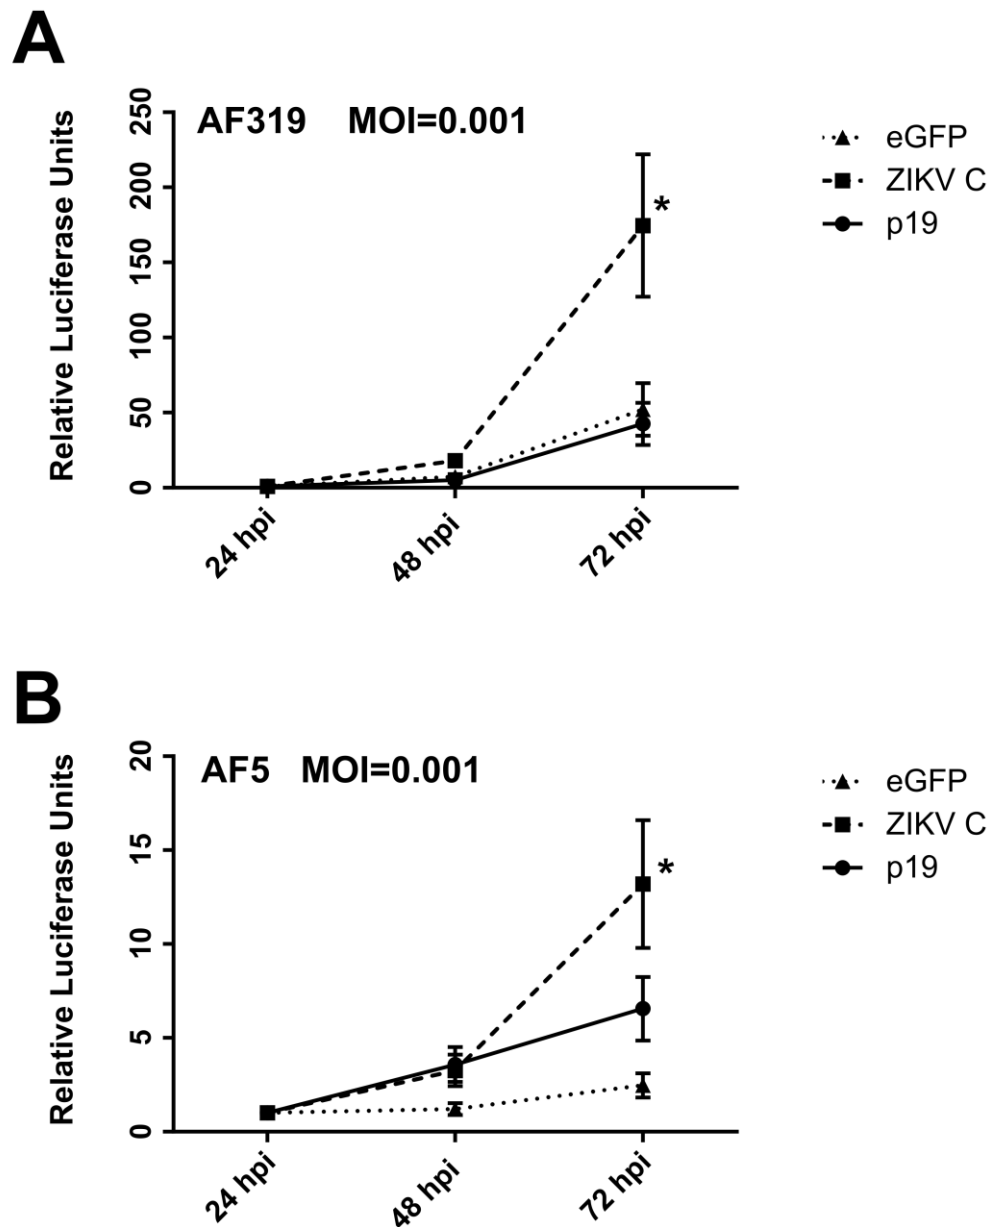 A
AF319 MOI=0.001
Relative Luciferase Units
250
200
150
100
50
0
24 hpi
48 hpi
72 hpi
*
eGFP
ZIKV C
p19
B
AF5 MOI=0.001
Relative Luciferase Units
20
15
10
5
0
24 hpi
48 hpi
72 hpi
*
eGFP
ZIKV C
p19